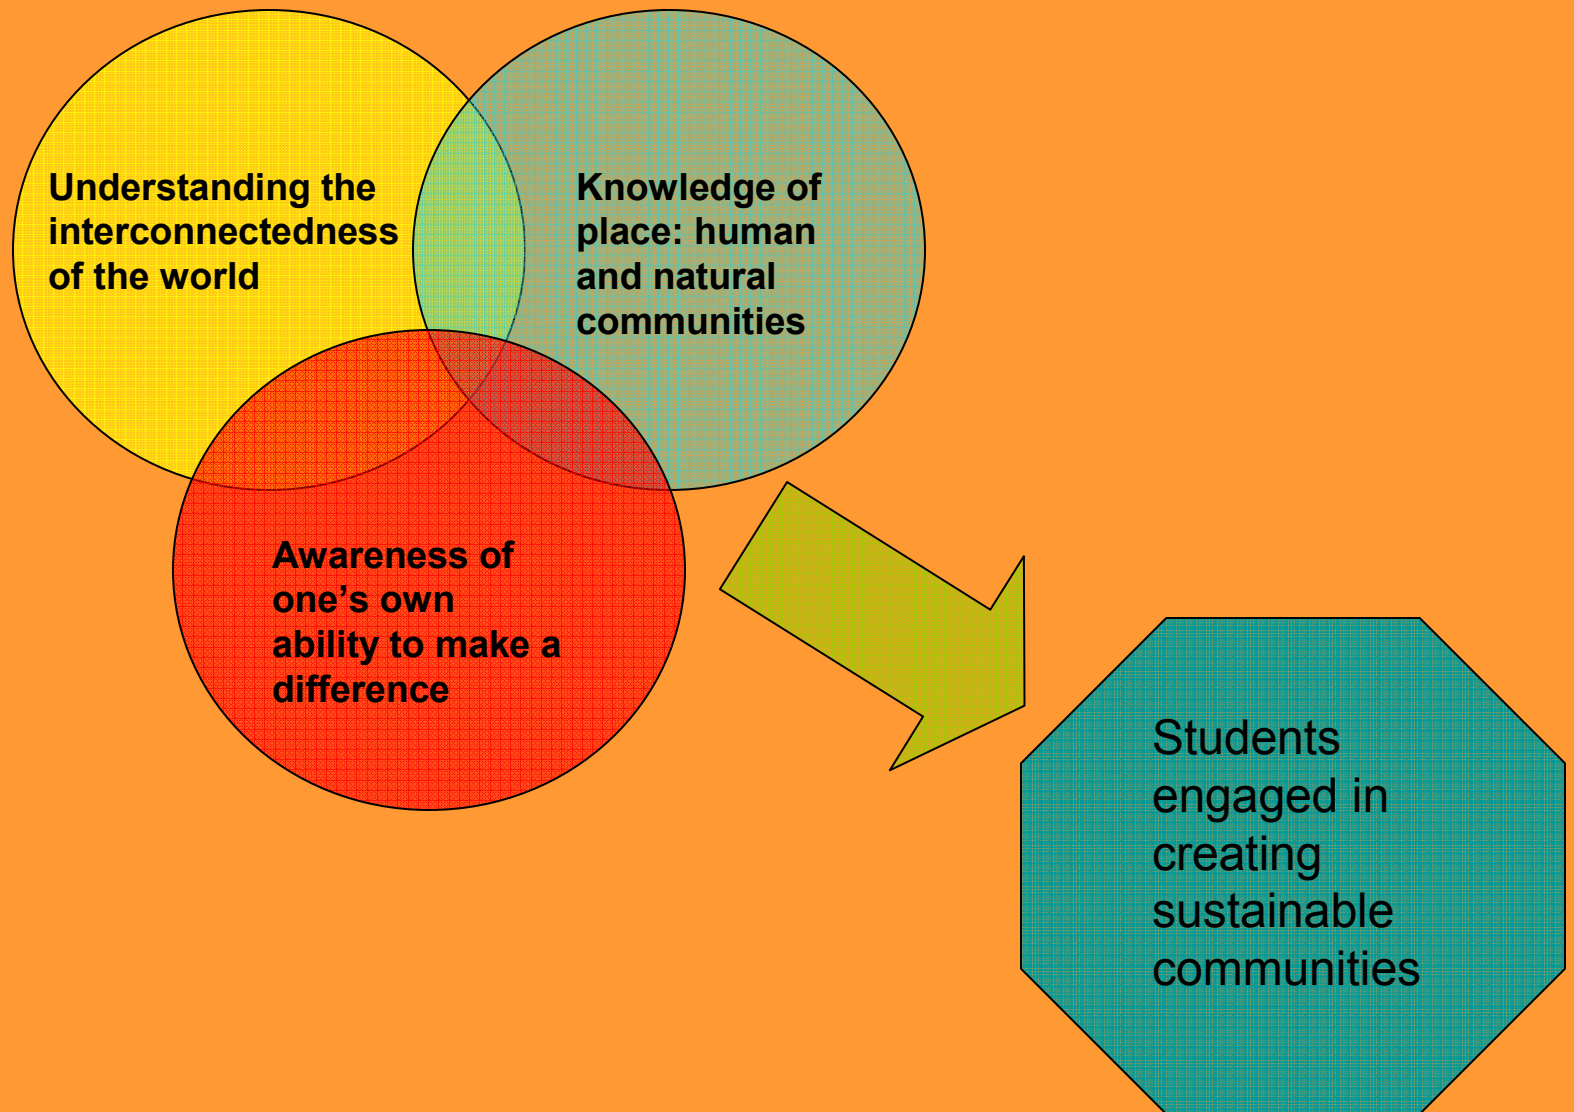 Understanding the
interconnectedness
of the world
Knowledge of
place: human
and natural
communities
Awareness of
one’s own
ability to make a
difference
Students
engaged in
creating
sustainable
communities